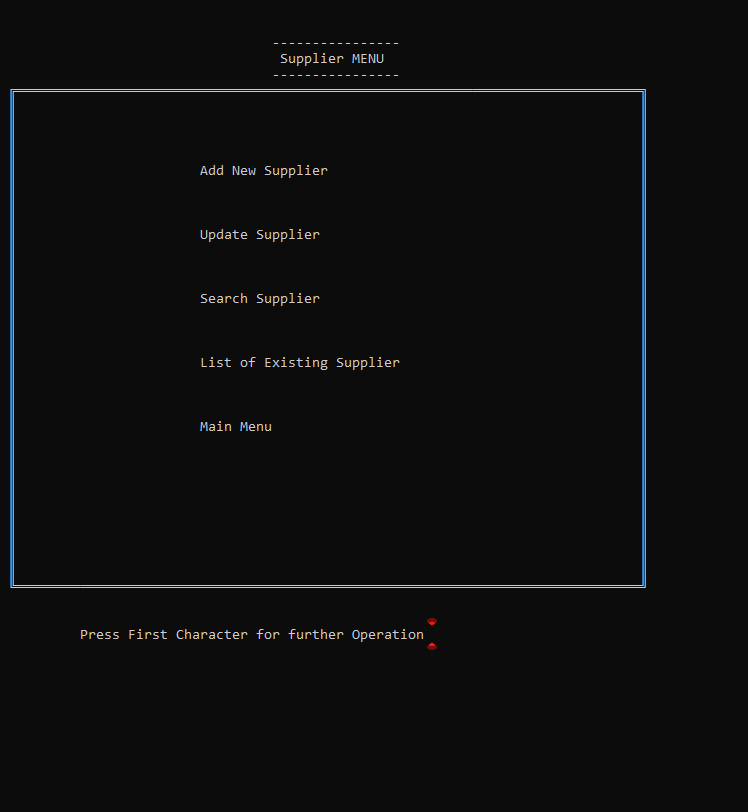 ----------------
Supplier MENU
----------------
Add New Supplier
Update Supplier
Search Supplier
List of Existing Supplier
Main Menu
Press First Character for further Operation